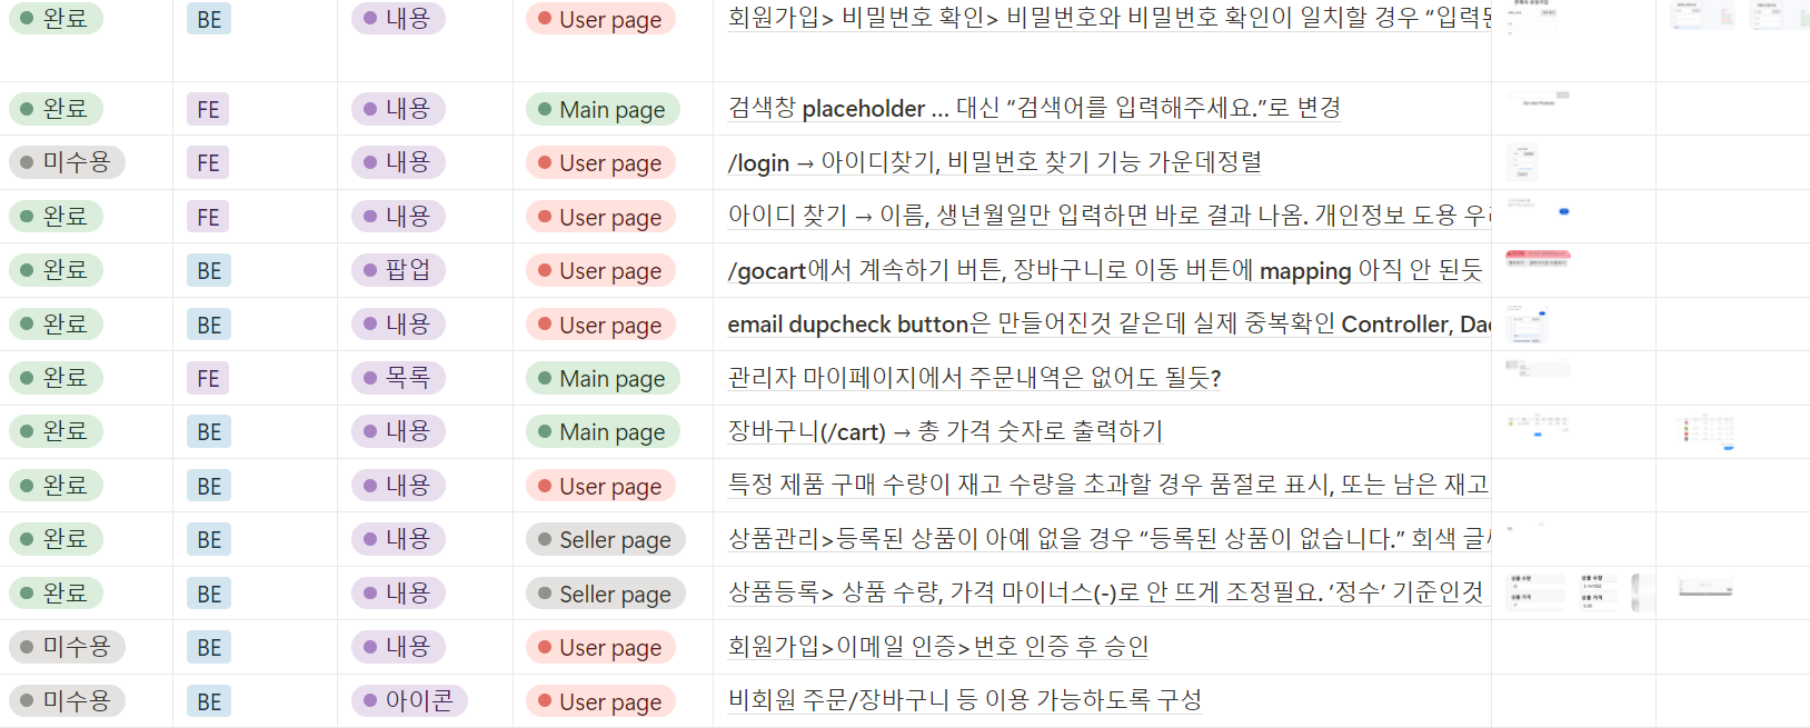 완료 BE 내용 User page 회원가입> 비밀번호 확인> 비밀번호와 비밀번호 확인이 일치할 경우 “입력된
완료 FE 내용 Main page 검색창 placeholder ... 대신 “검색어를 입력해주세요.”로 변경
미수용 FE 내용 User page /login → 아이디찾기, 비밀번호 찾기 기능 가운데정렬
완료 FE 내용 User page 아이디 찾기 → 이름, 생년월일만 입력하면 바로 결과 나옴. 개인정보 도용 우려
완료 BE 팝업 User page /gocart에서 계속하기 버튼, 장바구니로 이동 버튼에 mapping 아직 안 된듯
완료 BE 내용 User page email dupcheck button은 만들어진것 같은데 실제 중복확인 Controller,
완료 FE 목록 Main page 관리자 마이페이지에서 주문내역은 없어도 될듯?
완료 BE 내용 Main page 장바구니(/cart) → 총 가격 숫자로 출력하기
완료 BE 내용 User page 특정 제품 구매 수량이 재고 수량을 초과할 경우 품절로 표시, 또는 남은 재고
완료 BE 내용 Seller page 상품관리>등록된 상품이 아예 없을 경우 “등록된 상품이 없습니다.” 회색
완료 BE 내용 Seller page 상품등록> 상품 수량, 가격 마이너스(-)로 안 뜨게 조정필요. ‘정수’ 기준인것
미수용 BE 내용 User page 회원가입>이메일 인증>번호 인증 후 승인
미수용 BE 아이콘 User page 비회원 주문/장바구니 등 이용 가능하도록 구성